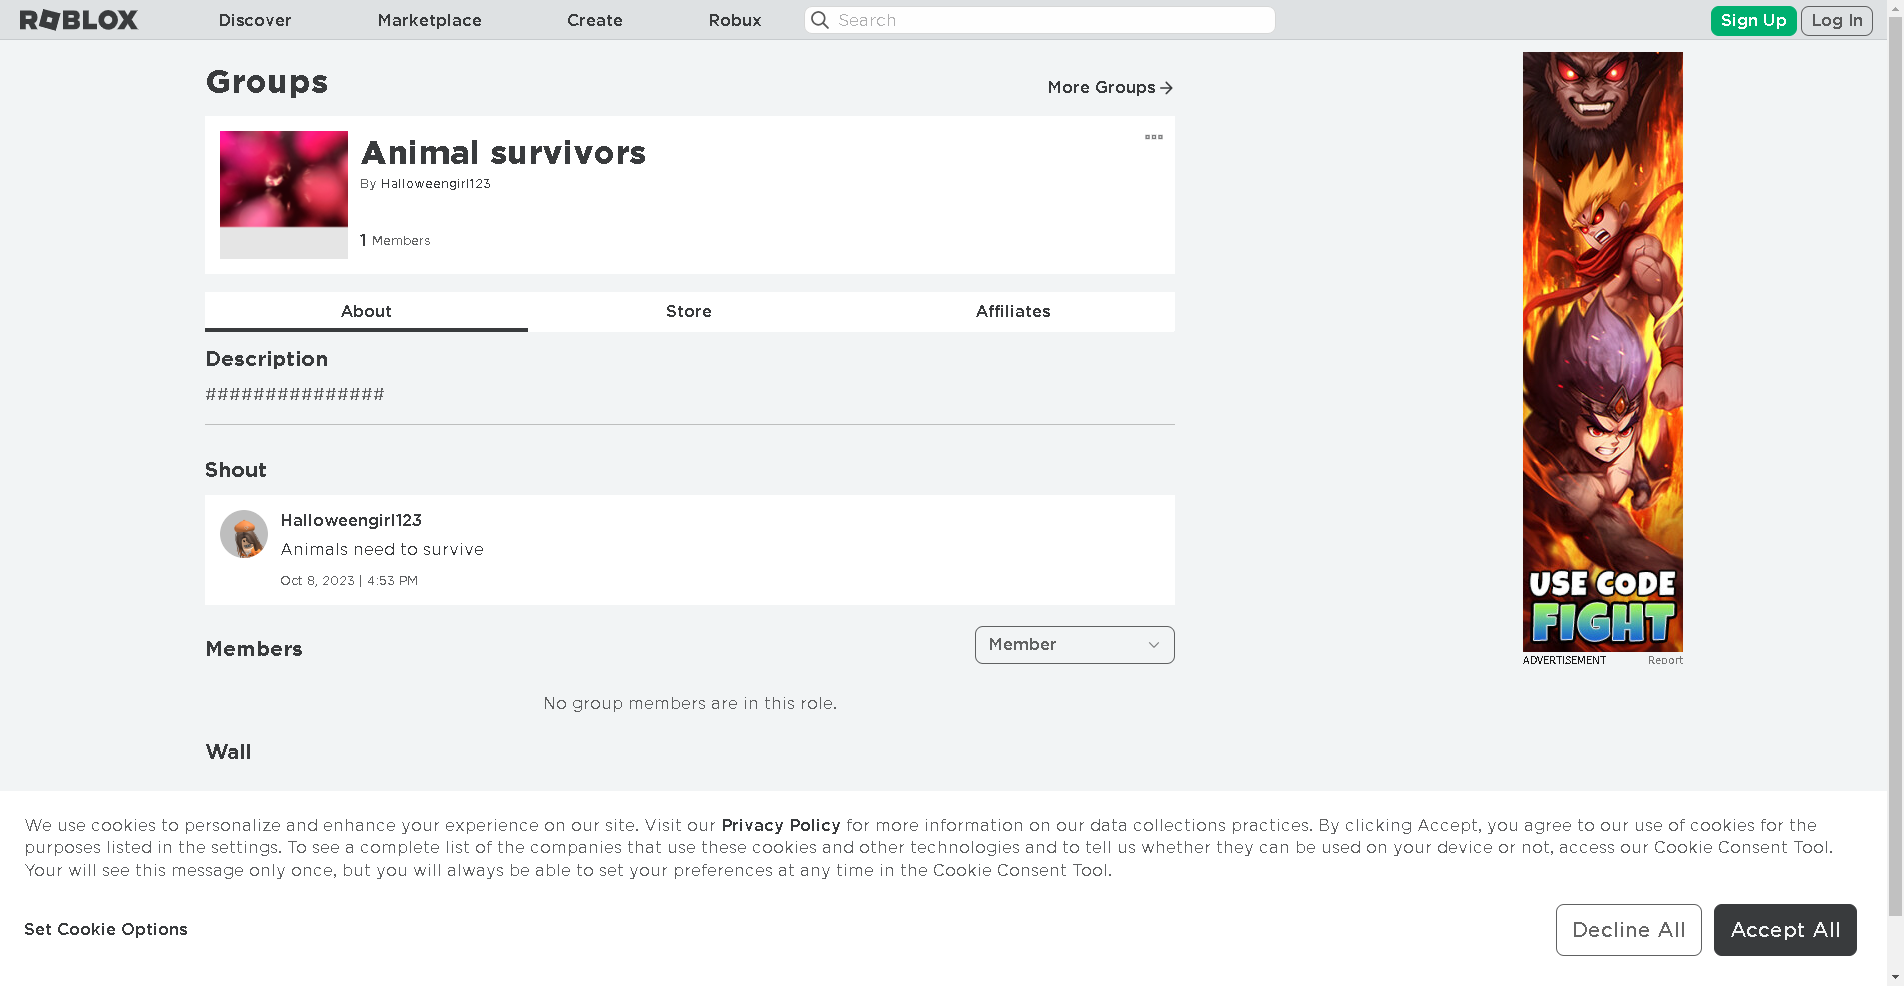 ROBLOX
Discover
Marketplace
Create
Robux
Search
Sign Up
Log In
Groups
More Groups
Animal survivors
By Halloweengirl123
1 Members
About
Store
Affiliates
Description
###############
Shout
Halloweengirl123
Animals need to survive
Oct 8, 2023 | 4:53 PM
Members
Member
No group members are in this role.
Wall
USE CODE
FIGHT
ADVERTISEMENT
Report
We use cookies to personalize and enhance your experience on our site. Visit our Privacy Policy for more information on our data collections practices. By clicking Accept, you agree to our use of cookies for the
purposes listed in the settings. To see a complete list of the companies that use these cookies and other technologies and to tell us whether they can be used on your device or not, access our Cookie Consent Tool.
Your will see this message only once, but you will always be able to set your preferences at any time in the Cookie Consent Tool.
Set Cookie Options
Decline All
Accept All